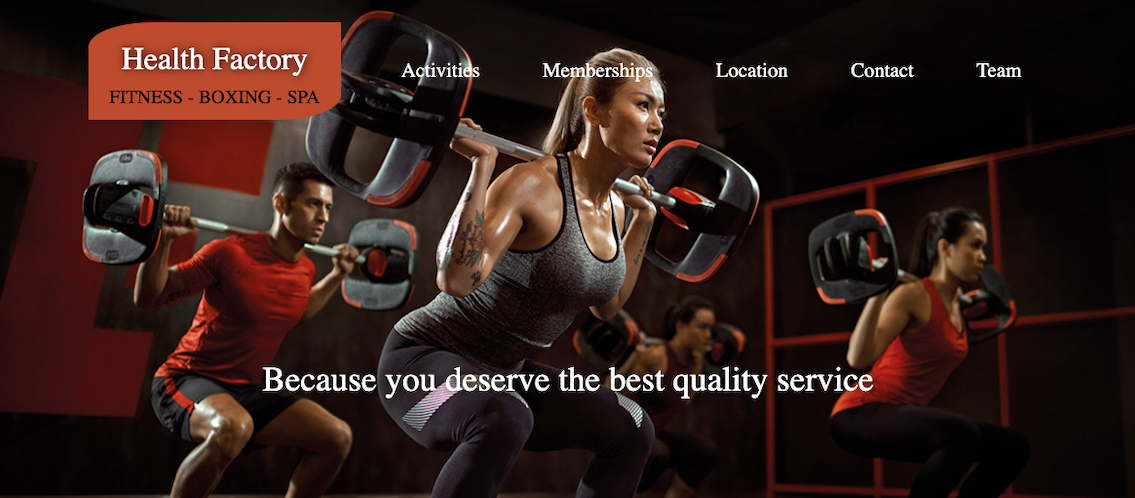 Health Factory
FITNESS - BOXING - SPA
Activities Memberships Location Contact Team
Because you deserve the best quality service